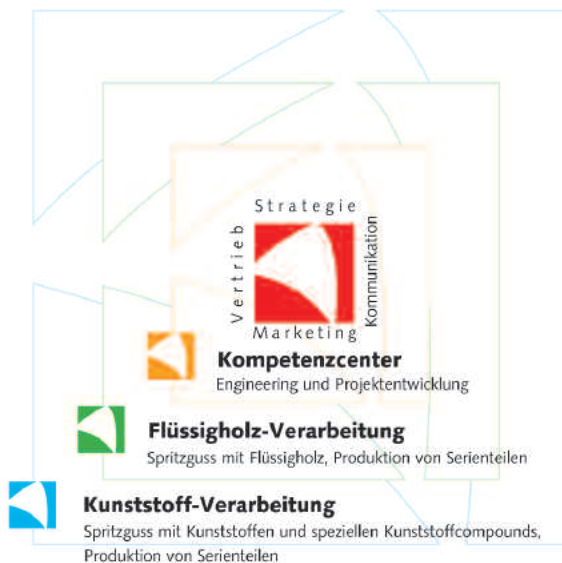 Strategie
Vertrieb
Kommunikation
Marketing
Kompetenzcenter
Engineering und Projektentwicklung
Flüssigholz-Verarbeitung
Spritzguss mit Flüssigholz, Produktion von Serienteilen
Kunststoff-Verarbeitung
Spritzguss mit Kunststoffen und speziellen Kunststoffcompounds,
Produktion von Serienteilen